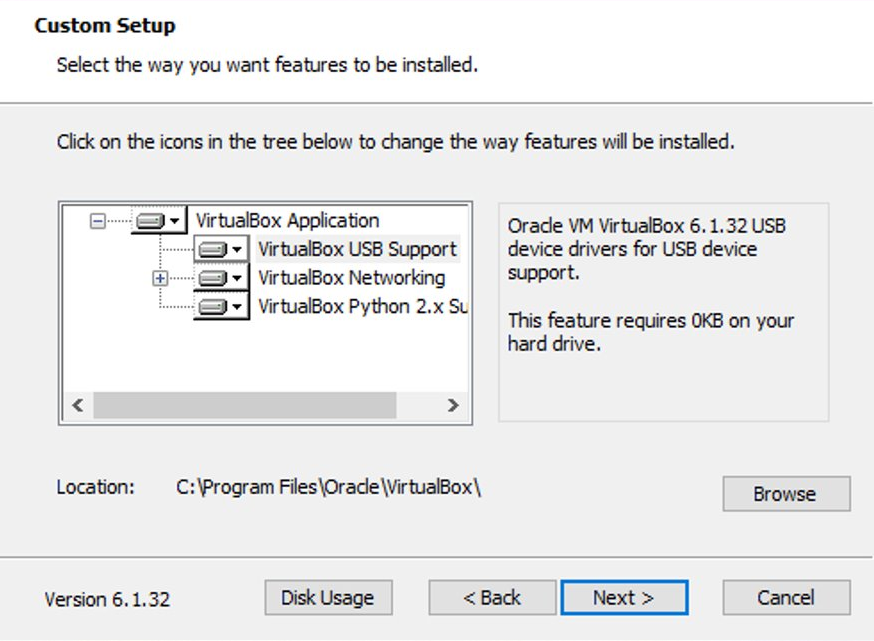 Custom Setup
Select the way you want features to be installed.
Click on the icons in the tree below to change the way features will be installed.
VirtualBox Application
VirtualBox USB Support
VirtualBox Networking
VirtualBox Python 2.x Su
Oracle VM VirtualBox 6.1.32 USB
device drivers for USB device
support.
This feature requires 0KB on your
hard drive.
Location: C:\Program Files\Oracle\VirtualBox\
Browse
Version 6.1.32
Disk Usage
< Back
Next >
Cancel